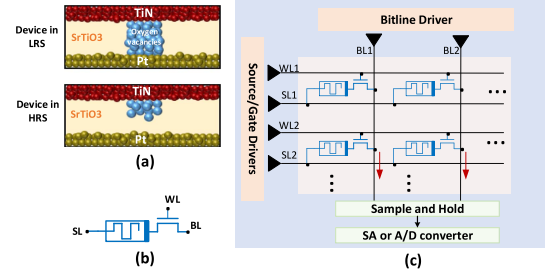 Device in
LRS
TiN
SrTiO3
Oxygen
vacancies
Pt
Device in
HRS
TiN
SrTiO3
Pt
(a)
SL
WL
BL
(b)
Bitline Driver
BL1
BL2
Source/Gate Drivers
WL1
SL1
WL2
SL2
Sample and Hold
SA or A/D converter
(c)